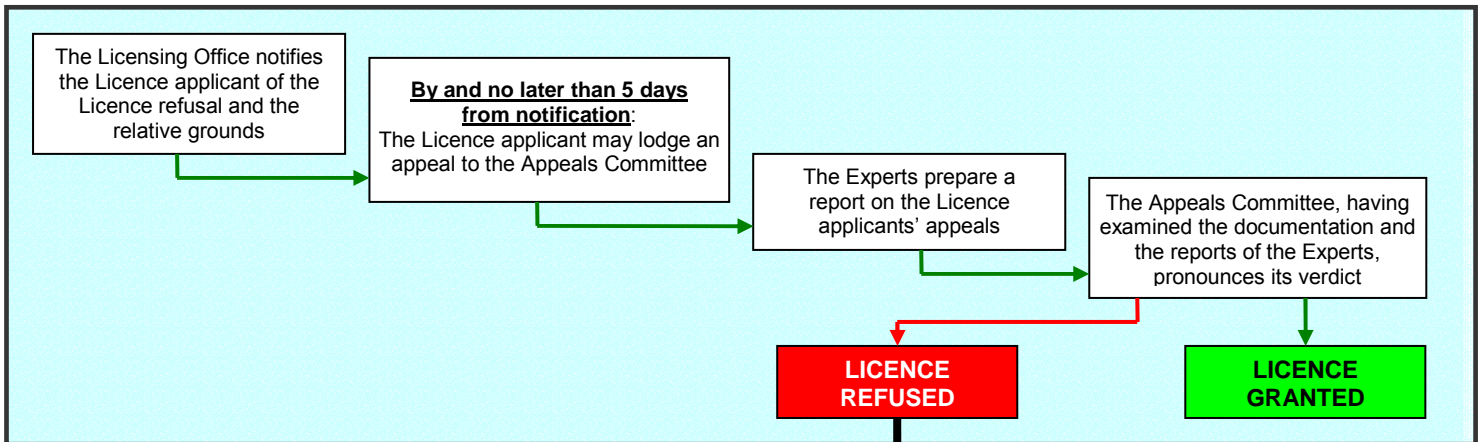 The Licensing Office notifies
the Licence applicant of the
Licence refusal and the
relative grounds
By and no later than 5 days
from notification:
The Licence applicant may lodge an
appeal to the Appeals Committee
The Experts prepare a
report on the Licence
applicants’ appeals
The Appeals Committee, having
examined the documentation and
the reports of the Experts,
pronounces its verdict
LICENCE
REFUSED
LICENCE
GRANTED